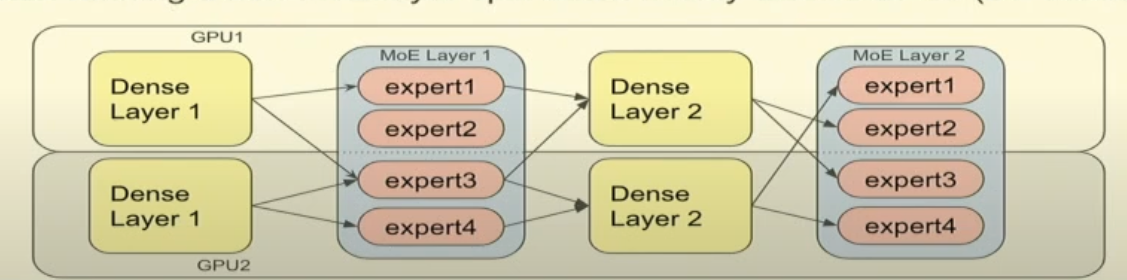 GPU1
MoE Layer 1
MoE Layer 2
Dense
Layer 1
expert1
expert2
Dense
Layer 2
expert1
expert2
Dense
Layer 1
expert3
expert4
Dense
Layer 2
expert3
expert4
GPU2